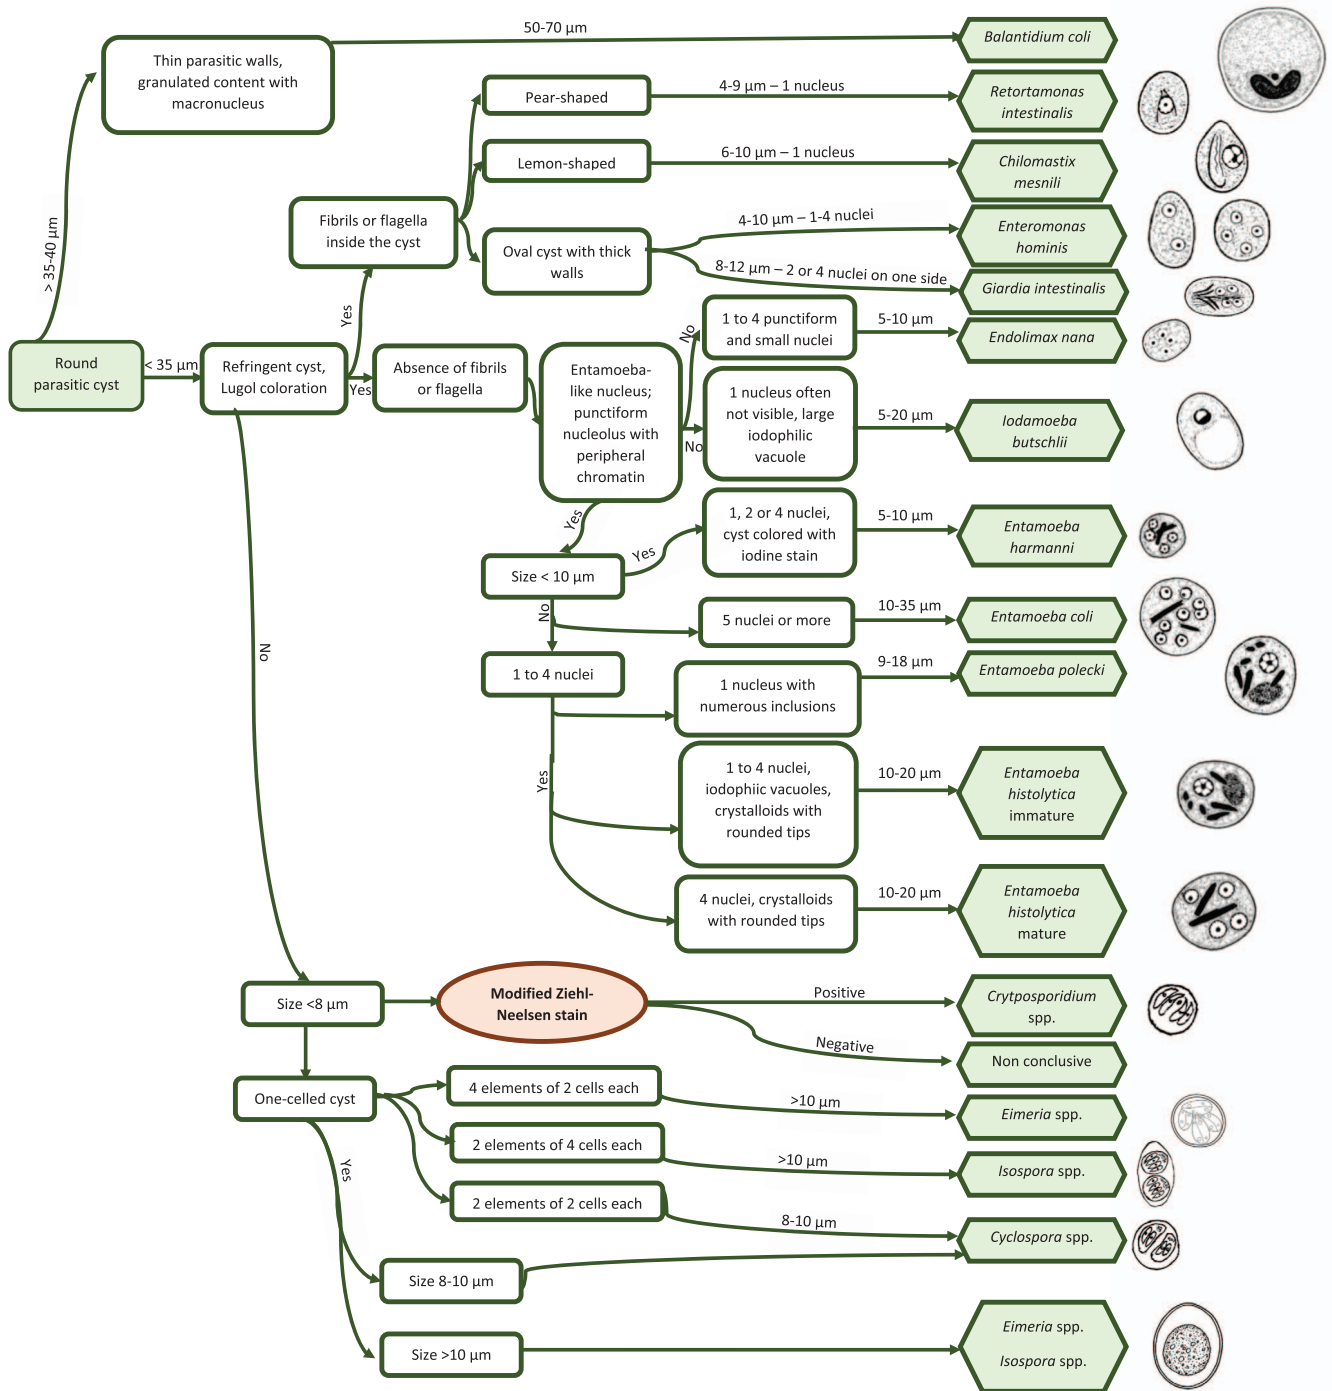 50-70 µm
Balantidium coli
Thin parasitic walls,
granulated content with
macronucleus
Pear-shaped
4-9 µm – 1 nucleus
Retortamonas
intestinalis
Lemon-shaped
6-10 µm – 1 nucleus
Chilomastix
mesnili
> 35-40 µm
Fibrils or flagella
inside the cyst
Oval cyst with thick
walls
4-10 µm – 1-4 nuclei
Enteromonas
hominis
8-12 µm – 2 or 4 nuclei on one side
Giardia intestinalis
Yes
No
1 to 4 punctiform
and small nuclei
5-10 µm
Endolimax nana
Round
parasitic cyst
< 35 µm
Refringent cyst,
Lugol coloration
Yes
Absence of fibrils
or flagella
Entamoeba-
like nucleus;
punctiform
nucleolus with
peripheral
chromatin
No
1 nucleus often
not visible, large
iodophilic
vacuole
5-20 µm
Iodamoeba
butschlii
Yes
Yes
1, 2 or 4 nuclei,
cyst colored with
iodine stain
5-10 µm
Entamoeba
harmanni
Size < 10 µm
No
5 nuclei or more
10-35 µm
Entamoeba coli
No
1 to 4 nuclei
1 nucleus with
numerous inclusions
9-18 µm
Entamoeba polecki
Yes
1 to 4 nuclei,
iodophiic vacuoles,
crystalloids with
rounded tips
10-20 µm
Entamoeba
histolytica
immature
4 nuclei, crystalloids
with rounded tips
10-20 µm
Entamoeba
histolytica
mature
Size <8 µm
Modified Ziehl-
Neelsen stain
Positive
Crytposporidium
spp.
Negative
Non conclusive
One-celled cyst
4 elements of 2 cells each
>10 µm
Eimeria spp.
2 elements of 4 cells each
>10 µm
Isospora spp.
Yes
2 elements of 2 cells each
8-10 µm
Cyclospora spp.
Size 8-10 µm
Size >10 µm
Eimeria spp.
Isospora spp.